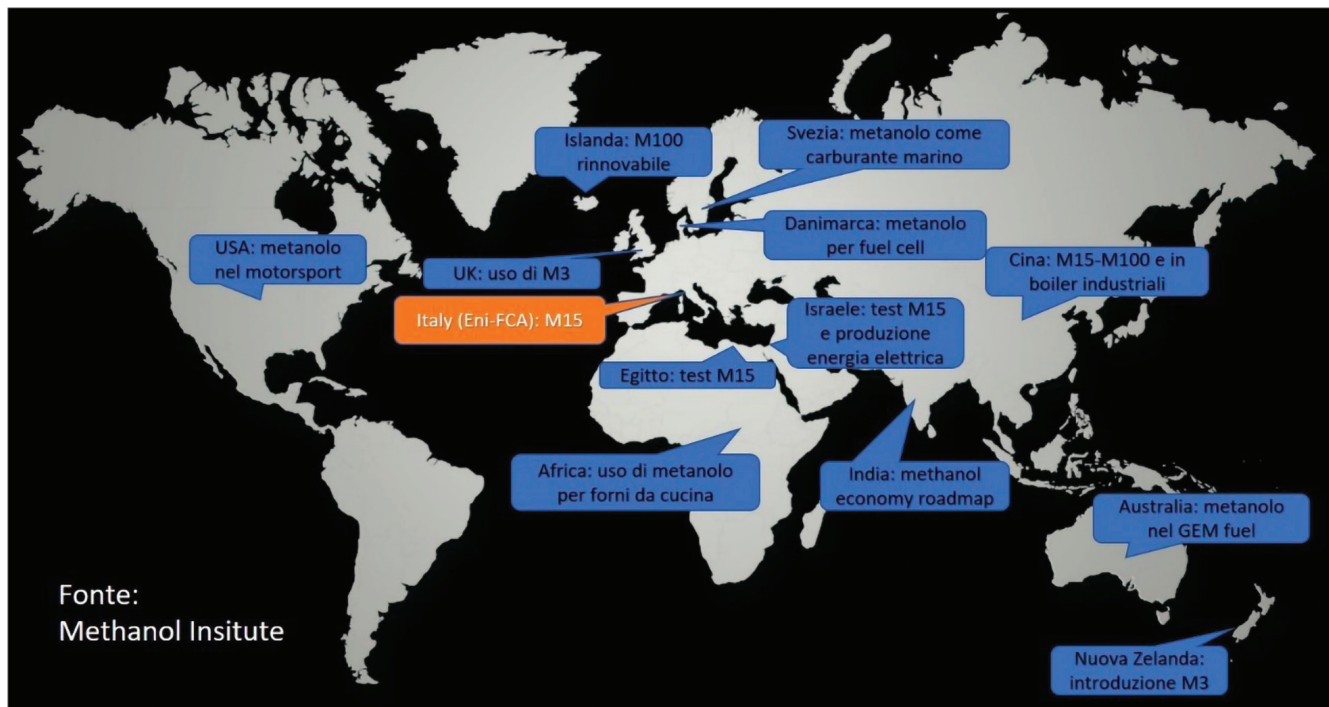 Islanda: M100
rinnovabile
Svezia: metanolo come
carburante marino
USA: metanolo
nel motorsport
UK: uso di M3
Danimarca: metanolo
per fuel cell
Cina: M15-M100 e in
boiler industriali
Italy (Eni-FCA): M15
Israele: test M15
e produzione
energia elettrica
Egitto: test M15
Africa: uso di metanolo
per forni da cucina
India: methanol
economy roadmap
Australia: metanolo
nel GEM fuel
Fonte:
Methanol Insitute
Nuova Zelanda:
introduzione M3